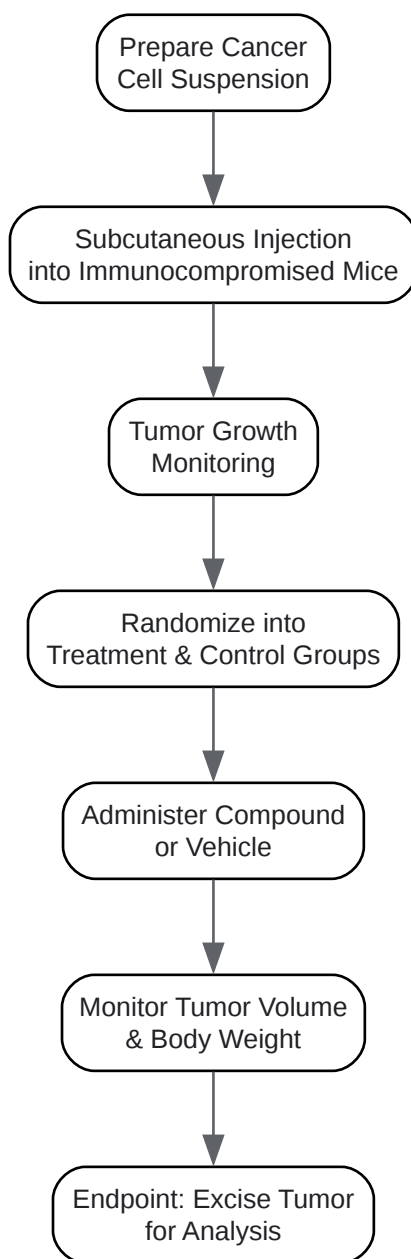 Prepare Cancer
Cell Suspension
Subcutaneous Injection
into Immunocompromised Mice
Tumor Growth
Monitoring
Randomize into
Treatment & Control Groups
Administer Compound
or Vehicle
Monitor Tumor Volume
& Body Weight
Endpoint: Excise Tumor
for Analysis